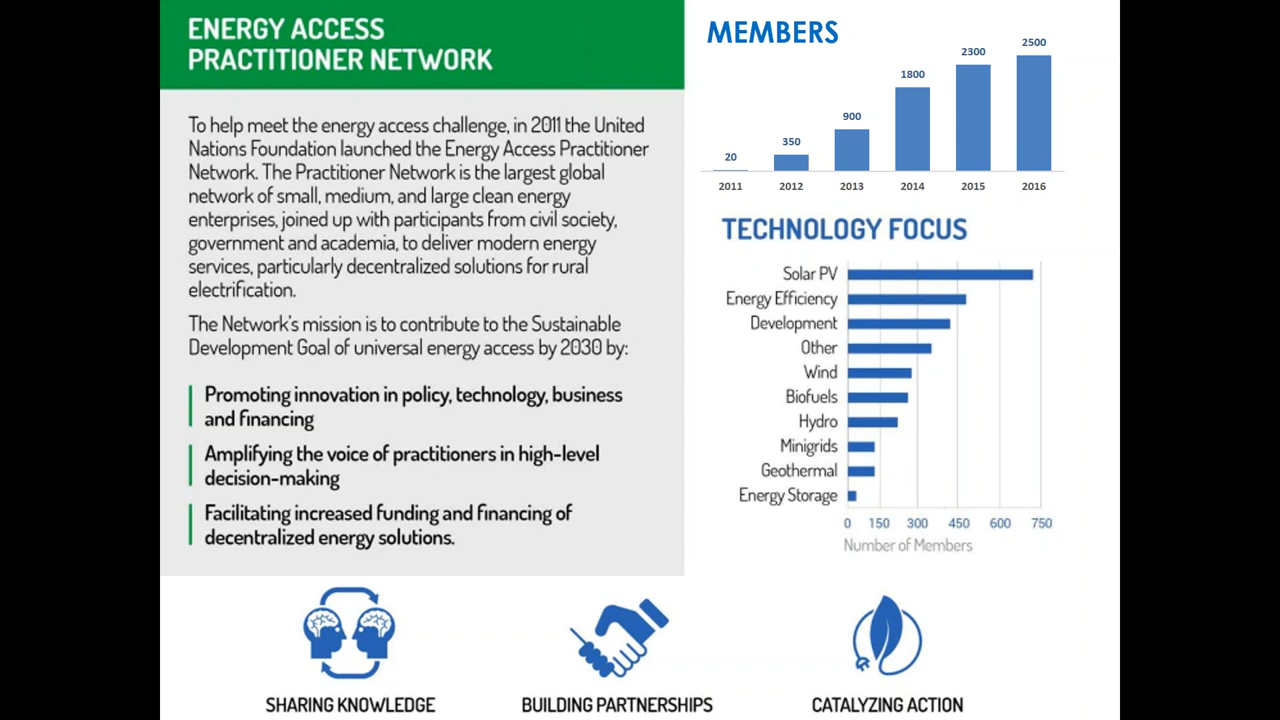 ENERGY ACCESS
PRACTITIONER NETWORK
To help meet the energy access challenge, in 2011 the United
Nations Foundation launched the Energy Access Practitioner
Network. The Practitioner Network is the largest global
network of small, medium, and large clean energy
enterprises, joined up with participants from civil society,
government and academia, to deliver modern energy
services, particularly decentralized solutions for rural
electrification.
The Network's mission is to contribute to the Sustainable
Development Goal of universal energy access by 2030 by:
Promoting innovation in policy, technology, business
and financing
Amplifying the voice of practitioners in high-level
decision-making
Facilitating increased funding and financing of
decentralized energy solutions.
MEMBERS
20 350 900 1800 2300 2500
2011 2012 2013 2014 2015 2016
TECHNOLOGY FOCUS
Solar PV
Energy Efficiency
Development
Other
Wind
Biofuels
Hydro
Minigrids
Geothermal
Energy Storage
0 150 300 450 600 750
Number of Members
SHARING KNOWLEDGE
BUILDING PARTNERSHIPS
CATALYZING ACTION